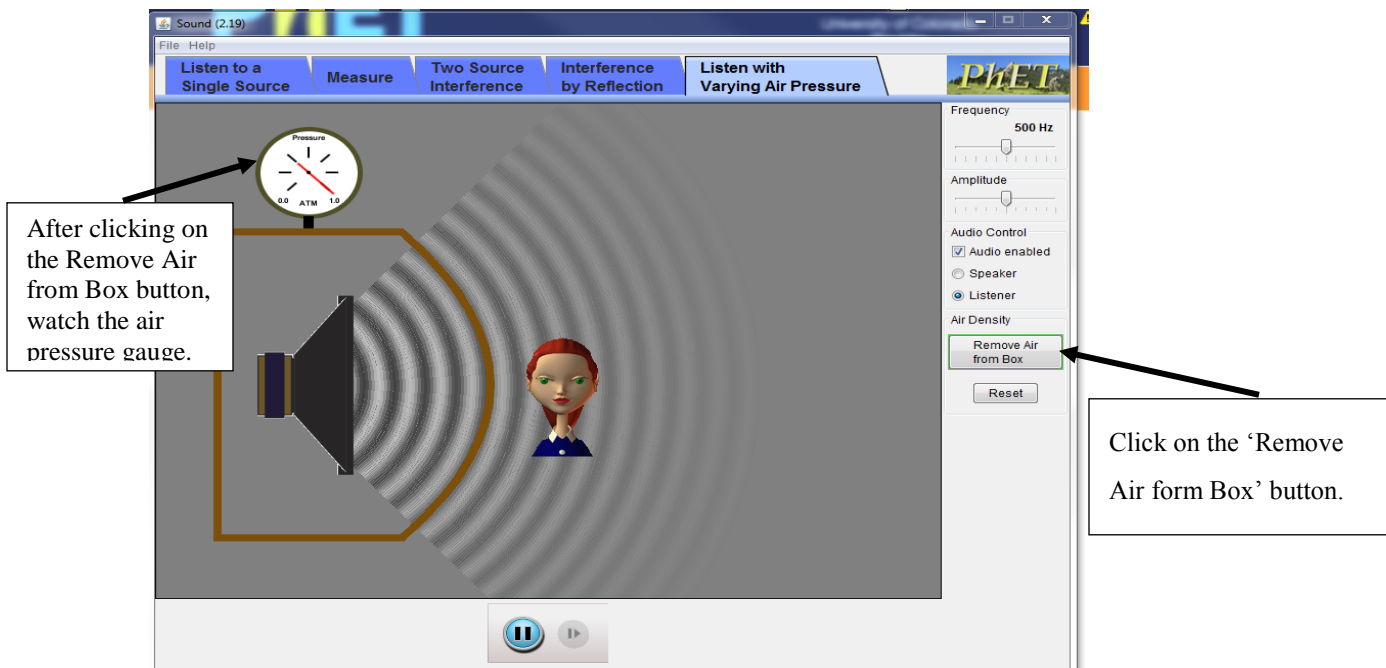 Sound (2.19)
University of Colorado
File Help
Listen to a
Single Source
Measure
Two Source
Interference
Interference
by Reflection
Listen with
Varying Air Pressure
PhET
Frequency
500 Hz
Amplitude
Audio Control
Audio enabled
Speaker
Listener
Air Density
Remove Air
from Box
Reset
Pressure
0.0 ATM 1.0
After clicking on
the Remove Air
from Box button,
watch the air
pressure gauge.
Click on the ‘Remove
Air form Box’ button.